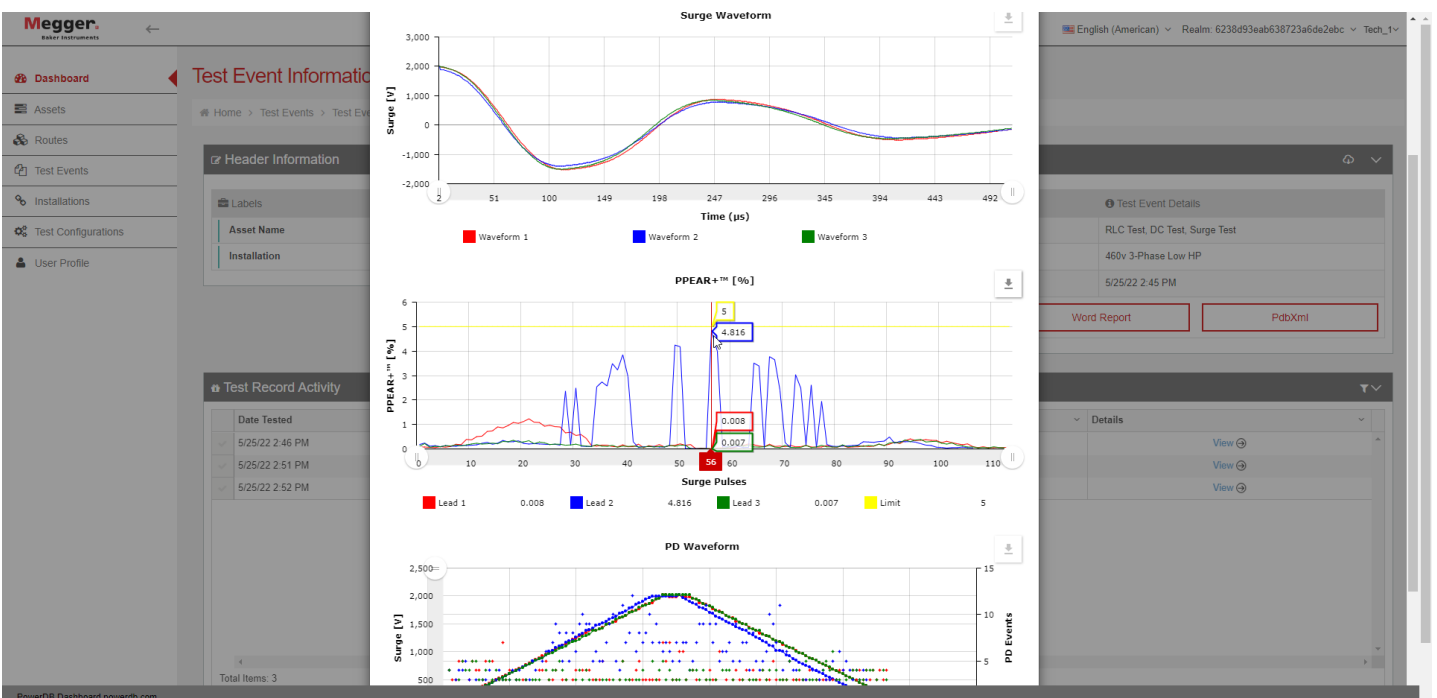 Megger.
Baker Instruments
←
English (American)
Realm: 6238d93eab638723a6de2ebc
Tech_1
Dashboard
Assets
Routes
Test Events
Installations
Test Configurations
User Profile
Test Event Informatio
Home > Test Events > Test Eve
Header Information
Labels
Asset Name
Installation
Test Event Details
RLC Test, DC Test, Surge Test
460v 3-Phase Low HP
5/25/22 2:45 PM
Word Report
PdbXml
Test Record Activity
Date Tested
Details
5/25/22 2:46 PM
View
5/25/22 2:51 PM
View
5/25/22 2:52 PM
View
Total Items: 3
PowerDB Dashboard powerdb.com
Surge Waveform
Surge [V]
3,000
2,000
1,000
0
-1,000
-2,000
2 51 100 149 198 247 296 345 394 443 492
Time (µs)
Waveform 1 Waveform 2 Waveform 3
PPEAR+™ [%]
PPEAR+™ [%]
6
5
4
3
2
1
0
5
4.816
0.008
0.007
0 10 20 30 40 50 56 60 70 80 90 100 110
Surge Pulses
Lead 1 0.008 Lead 2 4.816 Lead 3 0.007 Limit 5
PD Waveform
Surge [V]
2,500
2,000
1,500
1,000
500
15
10
5
PD Events